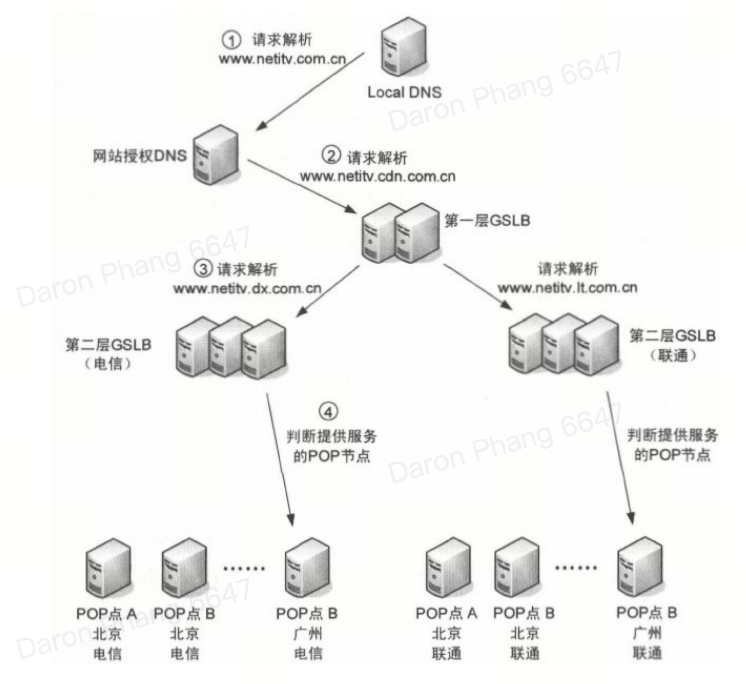 ① 请求解析
www.netitv.com.cn
Local DNS
Daron Phang 6647
网站授权DNS
② 请求解析
www.netitv.cdn.com.cn
第一层GSLB
Daron Phang 6647
③ 请求解析
www.netitv.dx.com.cn
请求解析
www.netitv.lt.com.cn
第二层GSLB
（电信）
第二层GSLB
（联通）
④
判断提供服务
的POP节点
判断提供服务
的POP节点
Daron Phang 6647
······
······
POP点 A
北京
电信
POP点 B
北京
电信
POP点 B
广州
电信
POP点 A
北京
联通
POP点 B
北京
联通
POP点 B
广州
联通
Daron Phang 6647